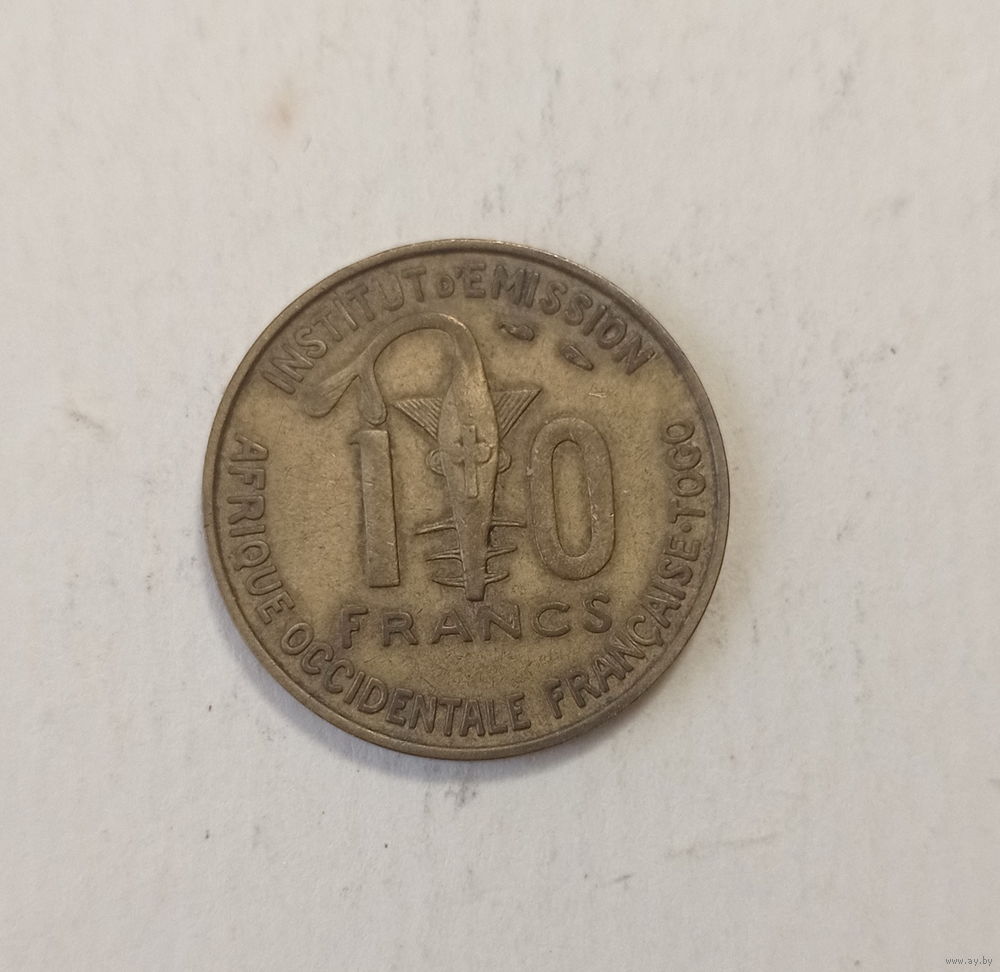 INSTITUT D'EMISSION
10
FRANCS
AFRIQUE OCCIDENTALE FRANÇAISE·TOGO
www.ay.by